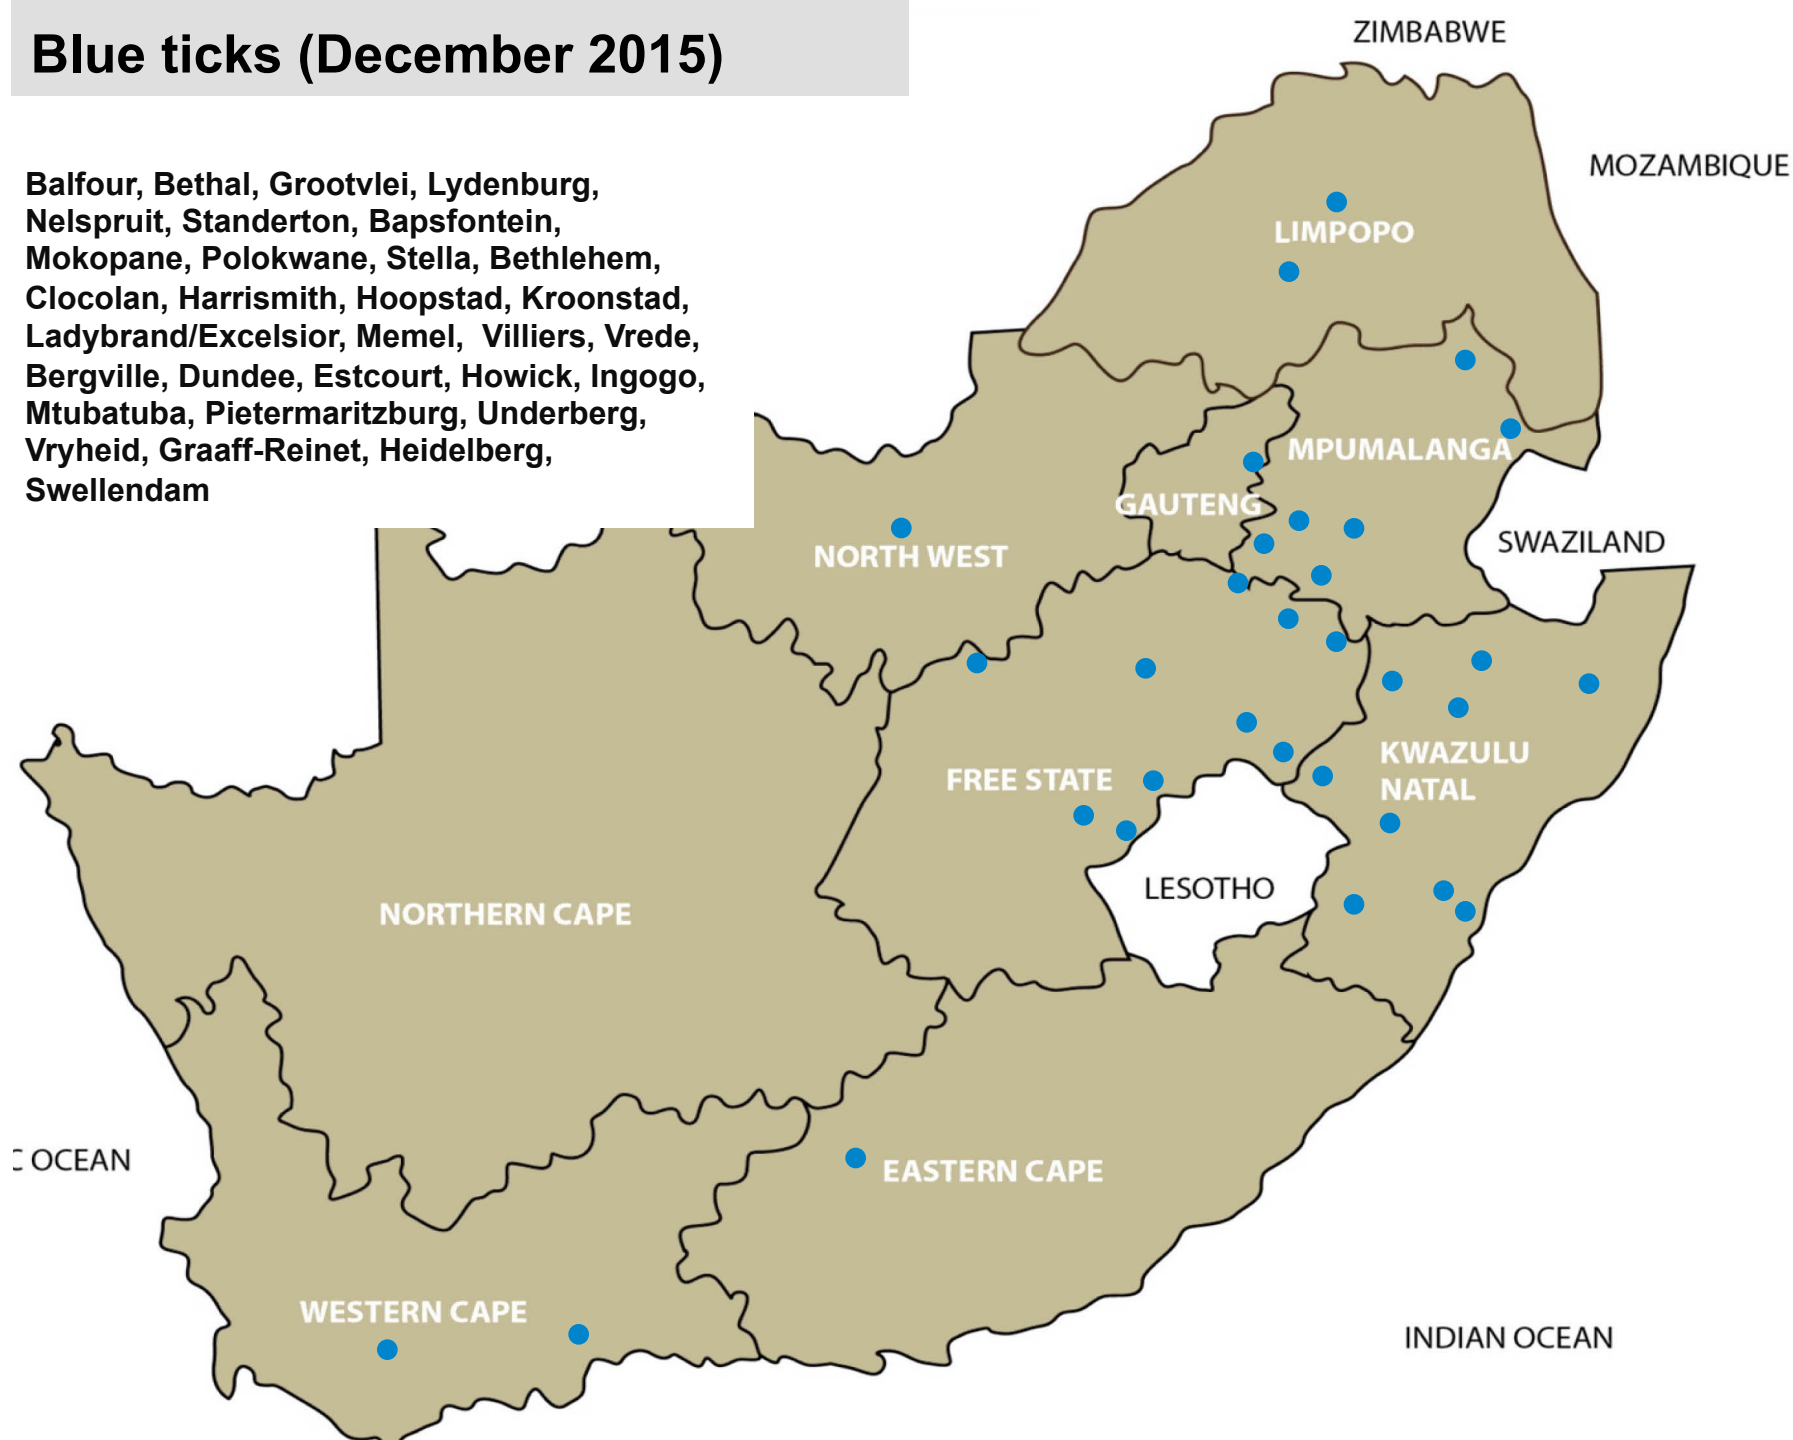 Blue ticks (December 2015)
Balfour, Bethal, Grootvlei, Lydenburg,
Nelspruit, Standerton, Bapsfontein,
Mokopane, Polokwane, Stella, Bethlehem,
Clocolan, Harrismith, Hoopstad, Kroonstad,
Ladybrand/Excelsior, Memel, Villiers, Vrede,
Bergville, Dundee, Estcourt, Howick, Ingogo,
Mtubatuba, Pietermaritzburg, Underberg,
Vryheid, Graaff-Reinet, Heidelberg,
Swellendam
ZIMBABWE
MOZAMBIQUE
LIMPOPO
MPUMALANGA
GAUTENG
SWAZILAND
NORTH WEST
KWAZULU
NATAL
FREE STATE
LESOTHO
NORTHERN CAPE
C OCEAN
EASTERN CAPE
WESTERN CAPE
INDIAN OCEAN